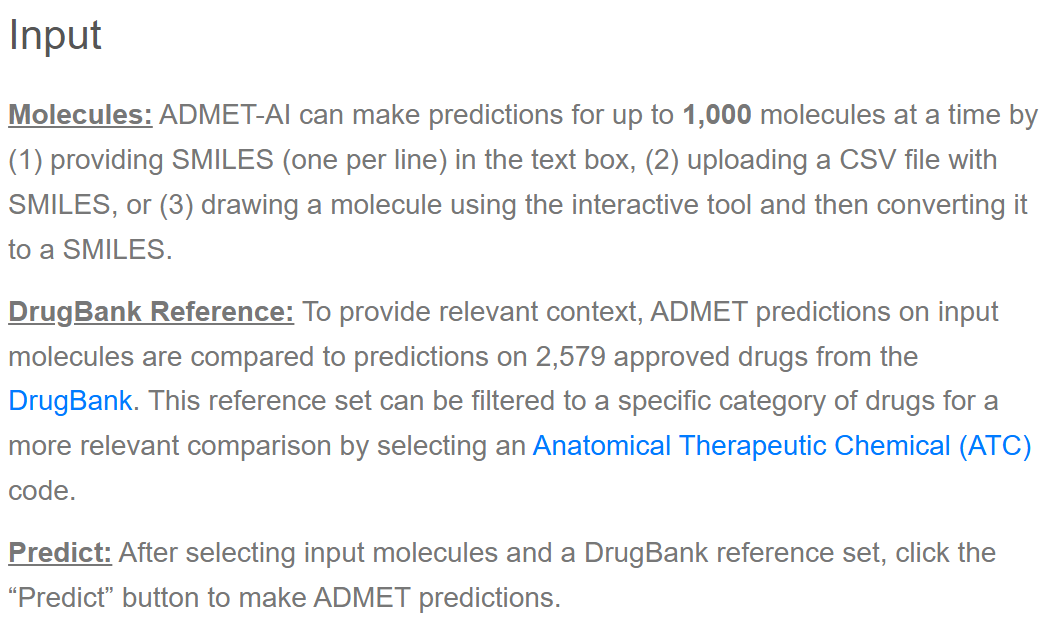 Input
Molecules: ADMET-AI can make predictions for up to 1,000 molecules at a time by
(1) providing SMILES (one per line) in the text box, (2) uploading a CSV file with
SMILES, or (3) drawing a molecule using the interactive tool and then converting it
to a SMILES.
DrugBank Reference: To provide relevant context, ADMET predictions on input
molecules are compared to predictions on 2,579 approved drugs from the
DrugBank. This reference set can be filtered to a specific category of drugs for a
more relevant comparison by selecting an Anatomical Therapeutic Chemical (ATC)
code.
Predict: After selecting input molecules and a DrugBank reference set, click the
“Predict” button to make ADMET predictions.